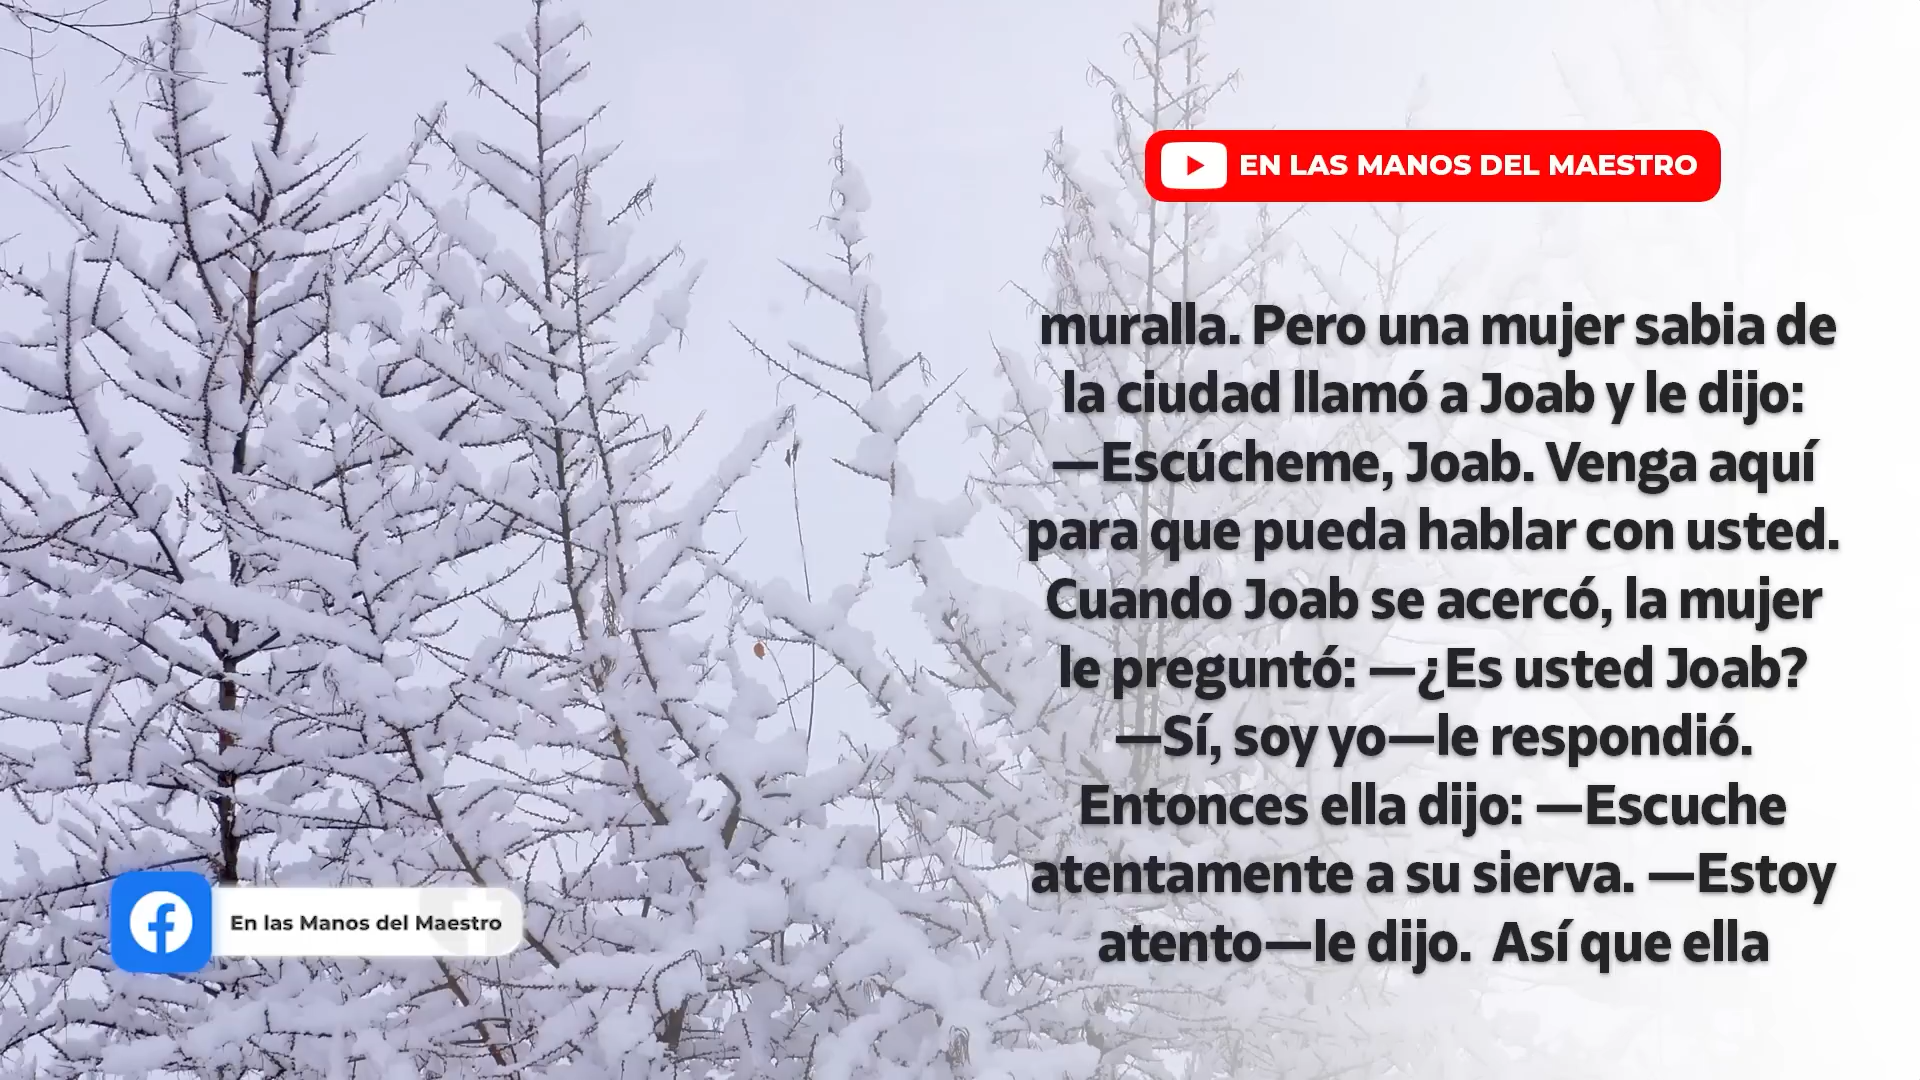 EN LAS MANOS DEL MAESTRO
muralla. Pero una mujer sabia de
la ciudad llamó a Joab y le dijo:
—Escúcheme, Joab. Venga aquí
para que pueda hablar con usted.
Cuando Joab se acercó, la mujer
le preguntó: —¿Es usted Joab?
—Sí, soy yo—le respondió.
Entonces ella dijo: —Escuche
atentamente a su sierva. —Estoy
atento—le dijo. Así que ella
En las Manos del Maestro